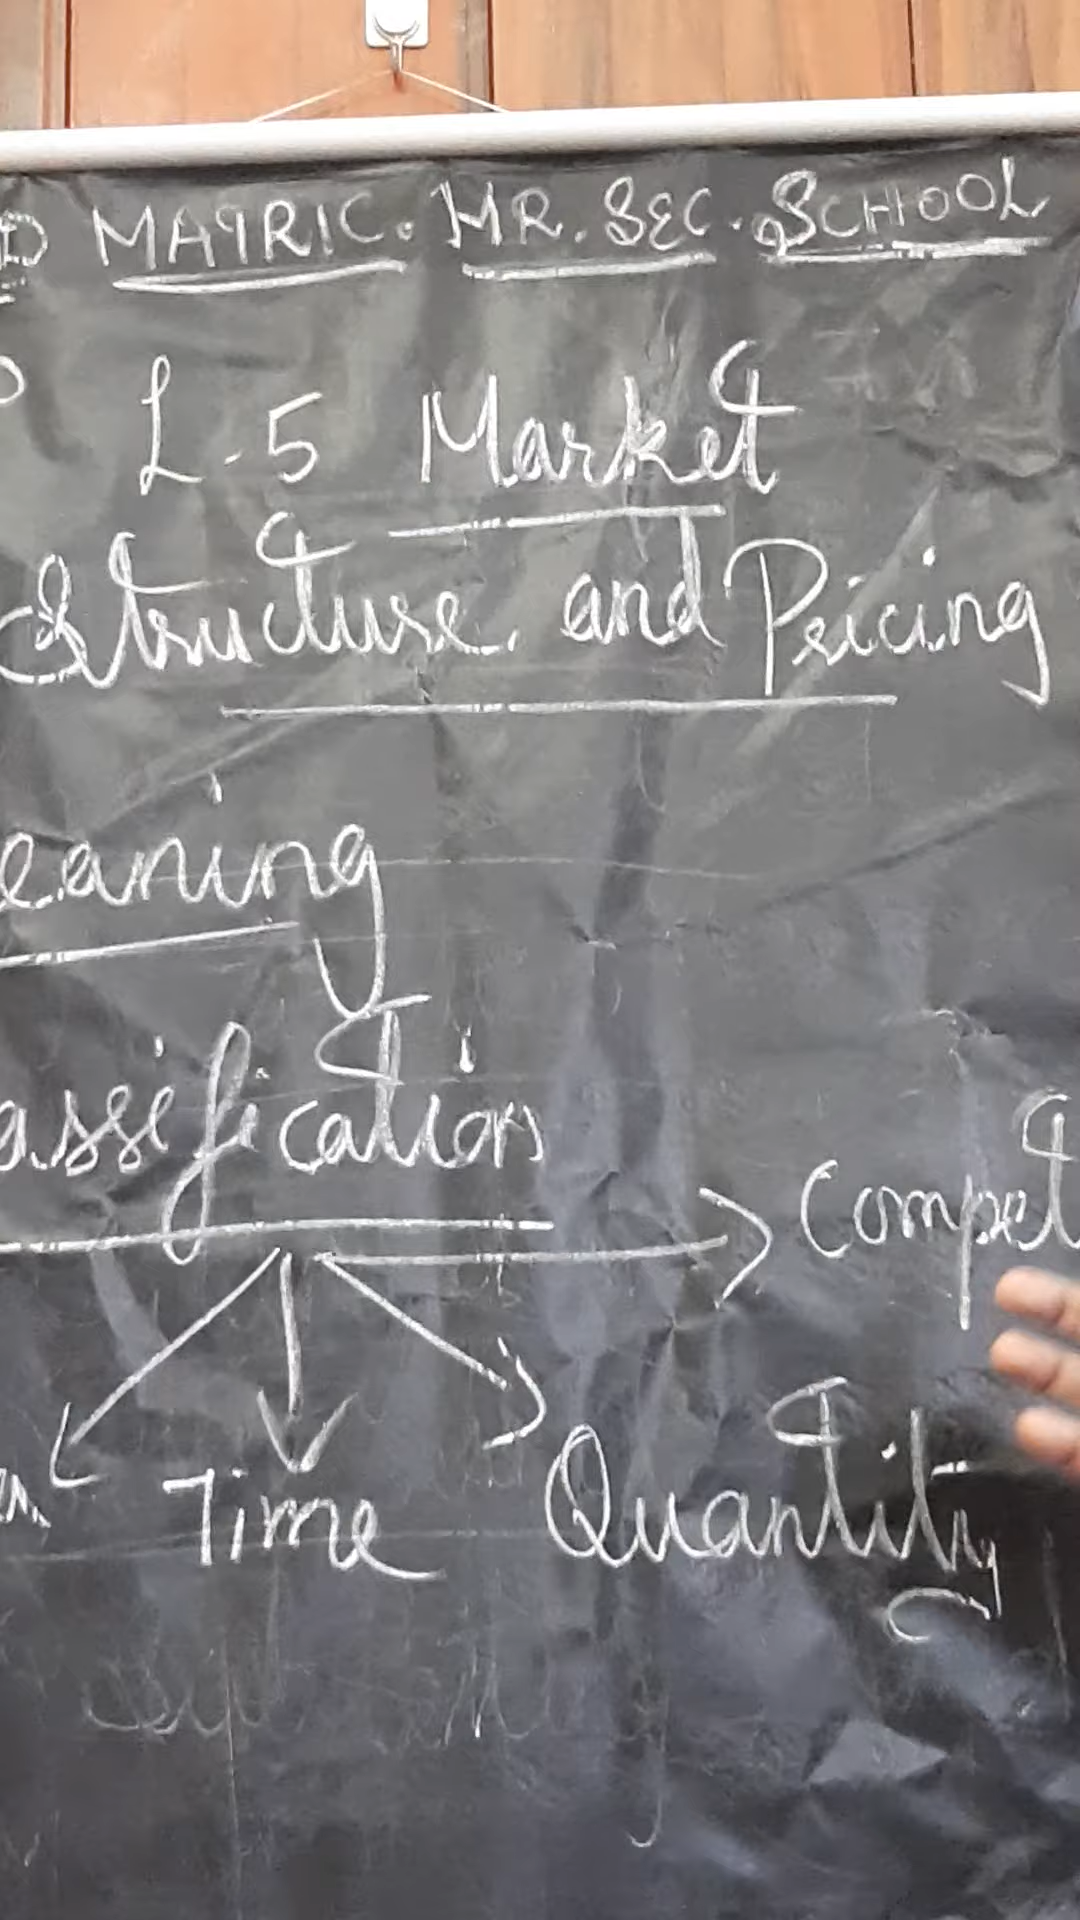 D MATRIC. HR. SEC. SCHOOL
L-5 Market
Structure and Pricing
eaning
assification
Compet
Time Quantity